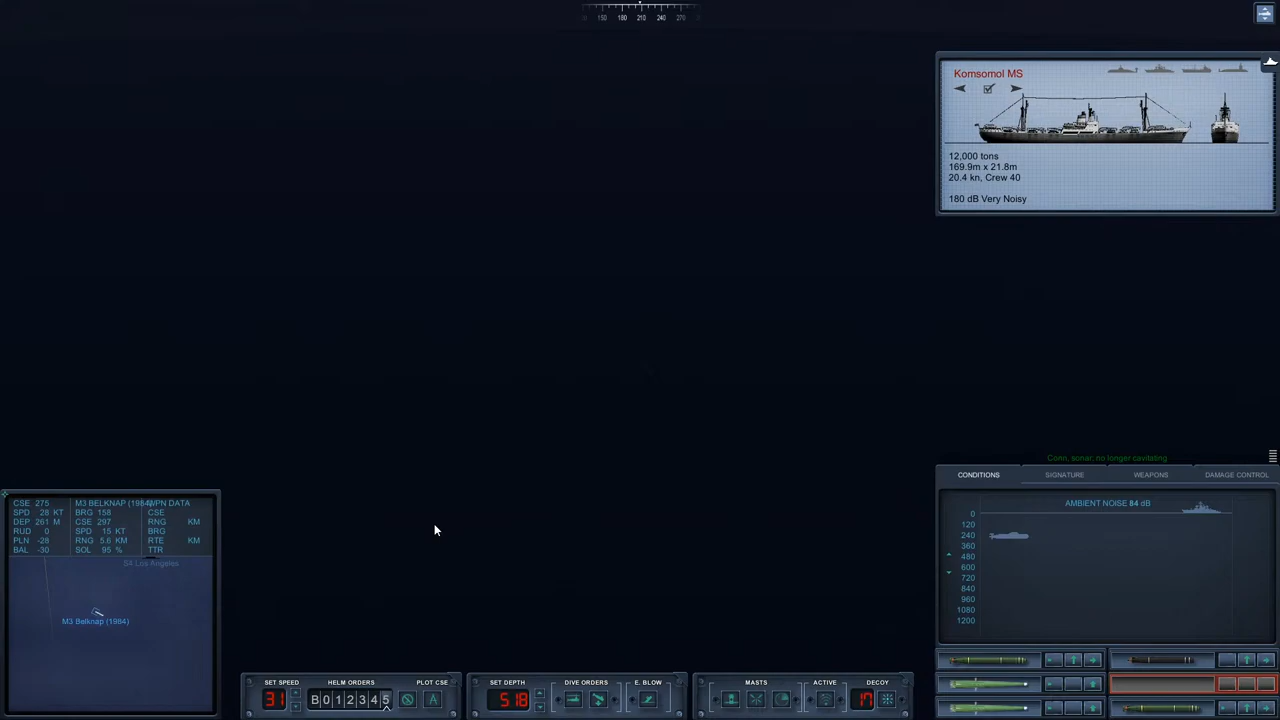 150 180 210 240 270
Komsomol MS
12,000 tons
169.9m x 21.8m
20.4 kn, Crew 40
180 dB Very Noisy
Conn, sonar: no longer cavitating
CONDITIONS SIGNATURE WEAPONS DAMAGE CONTROL
AMBIENT NOISE 84 dB
0
120
240
360
480
600
720
840
960
1080
1200
CSE 275 M3 BELKNAP (1984) WPN DATA
SPD 28 KT BRG 158 CSE
DEP 261 M CSE 297 RNG KM
RUD 0 SPD 15 KT BRG
PLN -28 RNG 5.6 KM RTE KM
BAL -30 SOL 95 % TTR
S4 Los Angeles
M3 Belknap (1984)
SET SPEED HELM ORDERS PLOT CSE
31 B 0 1 2 3 4 5 A
SET DEPTH DIVE ORDERS E. BLOW
518
MASTS ACTIVE DECOY
17